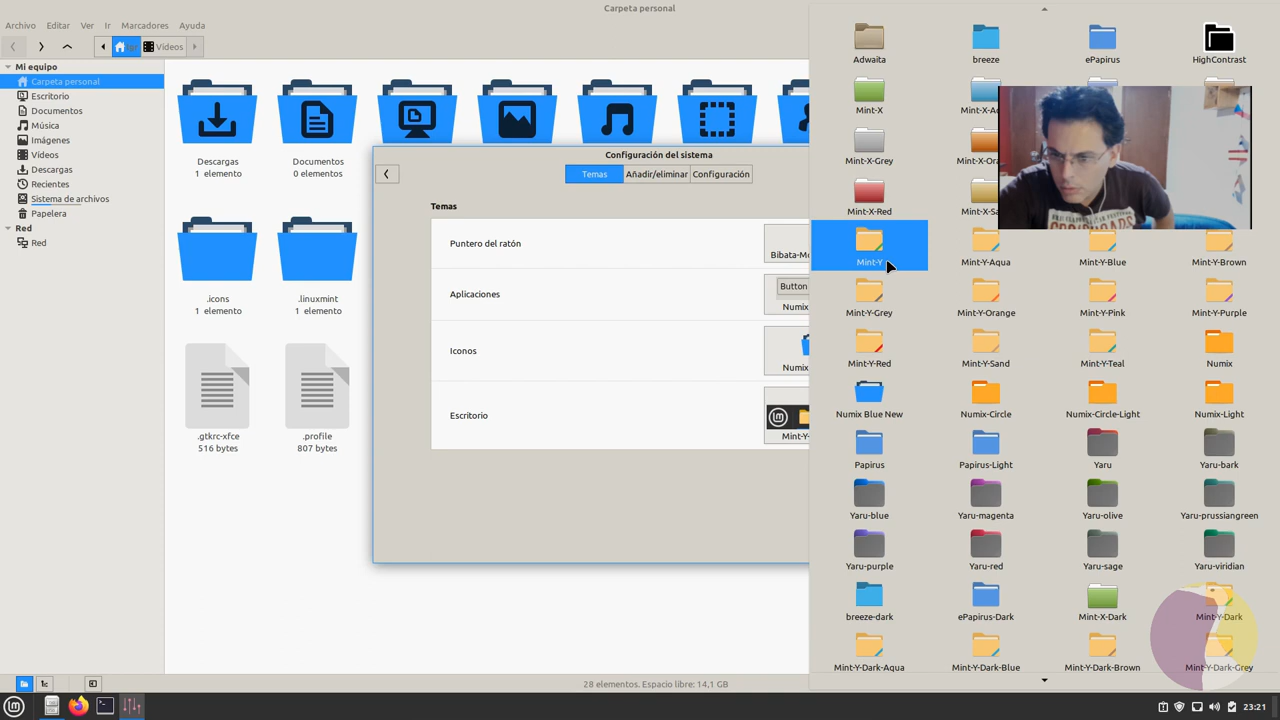 Carpeta personal
Archivo Editar Ver Ir Marcadores Ayuda
Vídeos
Mi equipo
Carpeta personal
Escritorio
Documentos
Música
Imágenes
Vídeos
Descargas
Recientes
Sistema de archivos
Papelera
Red
Red
Descargas
1 elemento
Documentos
0 elementos
.icons
1 elemento
.linuxmint
1 elemento
.gtkrc-xfce
516 bytes
.profile
807 bytes
28 elementos. Espacio libre: 14,1 GB
Configuración del sistema
Temas Añadir/eliminar Configuración
Temas
Puntero del ratón
Bibata-Mo
Aplicaciones
Button
Numix
Iconos
Numix
Escritorio
Mint-Y-
Adwaita breeze ePapirus HighContrast
Mint-X Mint-X-Aq
Mint-X-Grey Mint-X-Ora
Mint-X-Red Mint-X-Sa
Mint-Y Mint-Y-Aqua Mint-Y-Blue Mint-Y-Brown
Mint-Y-Grey Mint-Y-Orange Mint-Y-Pink Mint-Y-Purple
Mint-Y-Red Mint-Y-Sand Mint-Y-Teal Numix
Numix Blue New Numix-Circle Numix-Circle-Light Numix-Light
Papirus Papirus-Light Yaru Yaru-bark
Yaru-blue Yaru-magenta Yaru-olive Yaru-prussiangreen
Yaru-purple Yaru-red Yaru-sage Yaru-viridian
breeze-dark ePapirus-Dark Mint-X-Dark Mint-Y-Dark
Mint-Y-Dark-Aqua Mint-Y-Dark-Blue Mint-Y-Dark-Brown Mint-Y-Dark-Grey
23:21